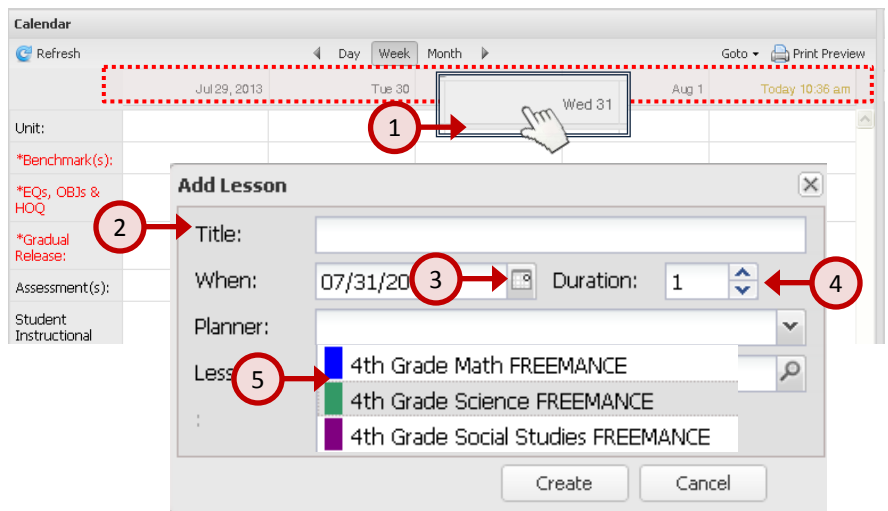 Calendar
Refresh
Day Week Month
Goto Print Preview
Jul 29, 2013
Tue 30
Wed 31
Aug 1
Today 10:36 am
1
Unit:
*Benchmark(s):
*EQs, OBJs &
HOQ
*Gradual
Release:
Assessment(s):
Student
Instructional
Add Lesson
2
Title:
When:
07/31/20
3
Duration:
1
4
Planner:
Less
5
4th Grade Math FREEMANCE
4th Grade Science FREEMANCE
4th Grade Social Studies FREEMANCE
:
Create
Cancel